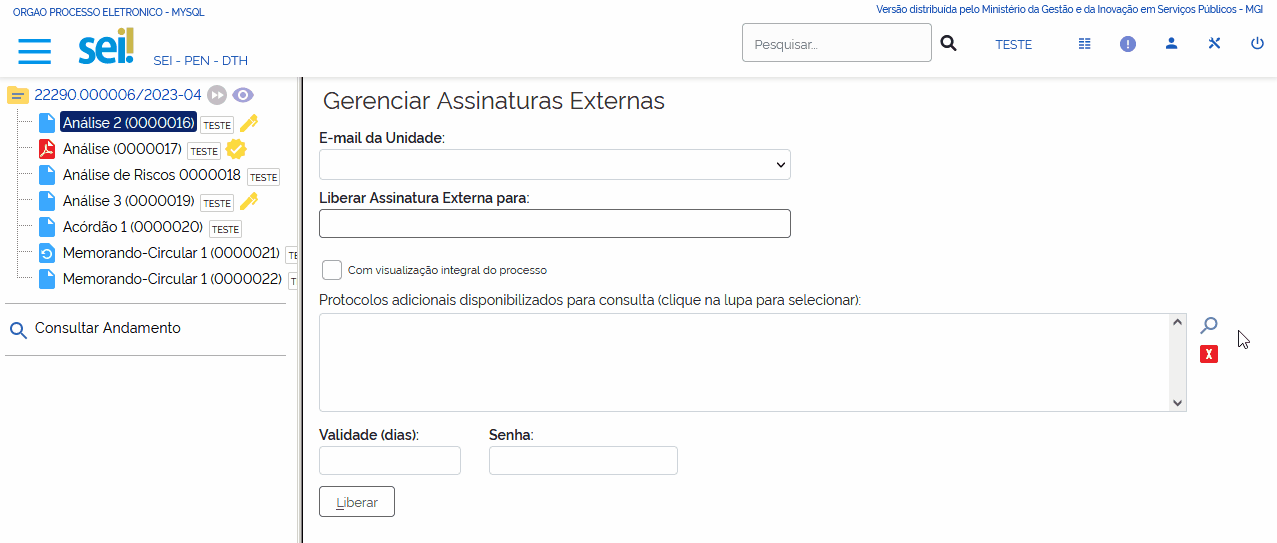 ORGAO PROCESSO ELETRONICO - MYSQL
Versão distribuída pelo Ministério da Gestão e da Inovação em Serviços Públicos - MGI
sei!
SEI - PEN - DTH
Pesquisar...
TESTE
22290.000006/2023-04
Análise 2 (0000016) TESTE
Análise (0000017) TESTE
Análise de Riscos 0000018 TESTE
Análise 3 (0000019) TESTE
Acórdão 1 (0000020) TESTE
Memorando-Circular 1 (0000021) TE
Memorando-Circular 1 (0000022)
Consultar Andamento
Gerenciar Assinaturas Externas
E-mail da Unidade:
Liberar Assinatura Externa para:
Com visualização integral do processo
Protocolos adicionais disponibilizados para consulta (clique na lupa para selecionar):
Validade (dias): Senha:
Liberar